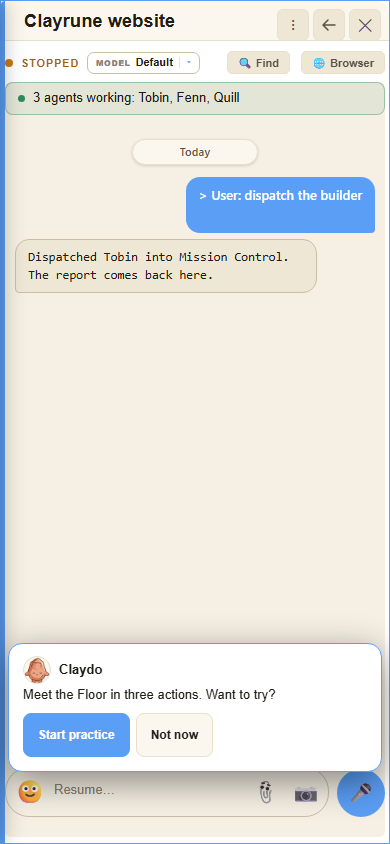 Clayrune website
STOPPED MODEL Default Find Browser
3 agents working: Tobin, Fenn, Quill
Today
> User: dispatch the builder
Dispatched Tobin into Mission Control.
The report comes back here.
Claydo
Meet the Floor in three actions. Want to try?
Start practice Not now
Resume…